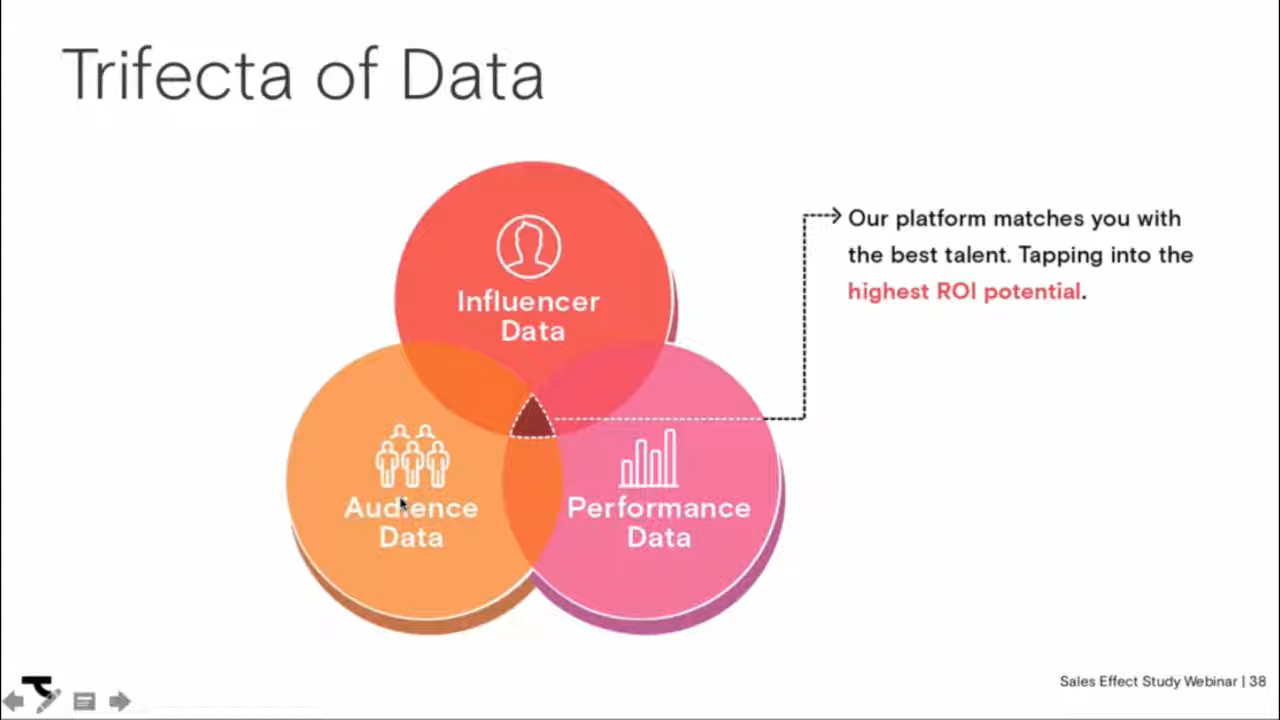 Trifecta of Data
Influencer
Data
Our platform matches you with
the best talent. Tapping into the
highest ROI potential.
Audience
Data
Performance
Data
Sales Effect Study Webinar | 38